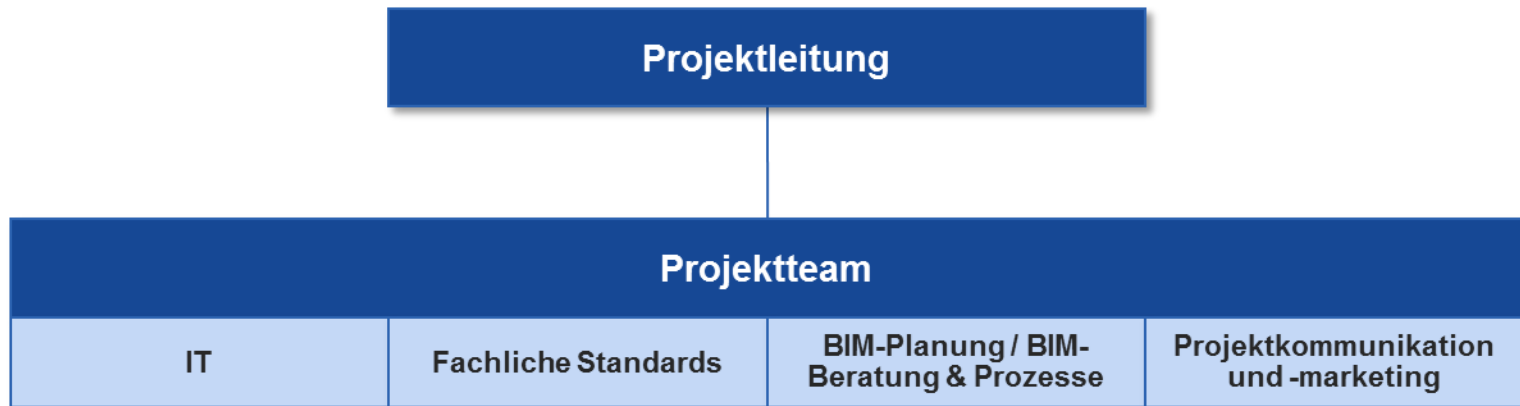 Projektleitung
Projektteam
IT
Fachliche Standards
BIM-Planung / BIM-
Beratung & Prozesse
Projektkommunikation
und -marketing